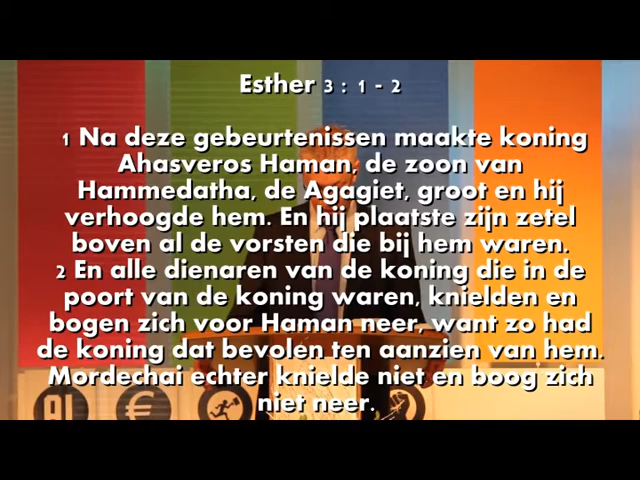 Esther 3 : 1 - 2
1 Na deze gebeurtenissen maakte koning
Ahasveros Haman, de zoon van
Hammedatha, de Agagiet, groot en hij
verhoogde hem. En hij plaatste zijn zetel
boven al de vorsten die bij hem waren.
2 En alle dienaren van de koning die in de
poort van de koning waren, knielden en
bogen zich voor Haman neer, want zo had
de koning dat bevolen ten aanzien van hem.
Mordechai echter knielde niet en boog zich
niet neer.
AI €